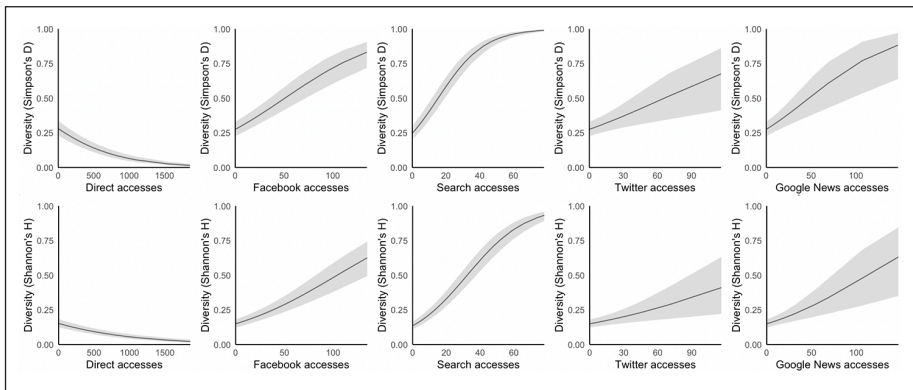 Diversity (Simpson's D)
1.00
0.75
0.50
0.25
0.00
0 500 1000 1500
Direct accesses
Diversity (Simpson's D)
1.00
0.75
0.50
0.25
0.00
0 50 100
Facebook accesses
Diversity (Simpson's D)
1.00
0.75
0.50
0.25
0.00
0 20 40 60
Search accesses
Diversity (Simpson's D)
1.00
0.75
0.50
0.25
0.00
0 30 60 90
Twitter accesses
Diversity (Simpson's D)
1.00
0.75
0.50
0.25
0.00
0 50 100
Google News accesses
Diversity (Shannon's H)
1.00
0.75
0.50
0.25
0.00
0 500 1000 1500
Direct accesses
Diversity (Shannon's H)
1.00
0.75
0.50
0.25
0.00
0 50 100
Facebook accesses
Diversity (Shannon's H)
1.00
0.75
0.50
0.25
0.00
0 20 40 60
Search accesses
Diversity (Shannon's H)
1.00
0.75
0.50
0.25
0.00
0 30 60 90
Twitter accesses
Diversity (Shannon's H)
1.00
0.75
0.50
0.25
0.00
0 50 100
Google News accesses